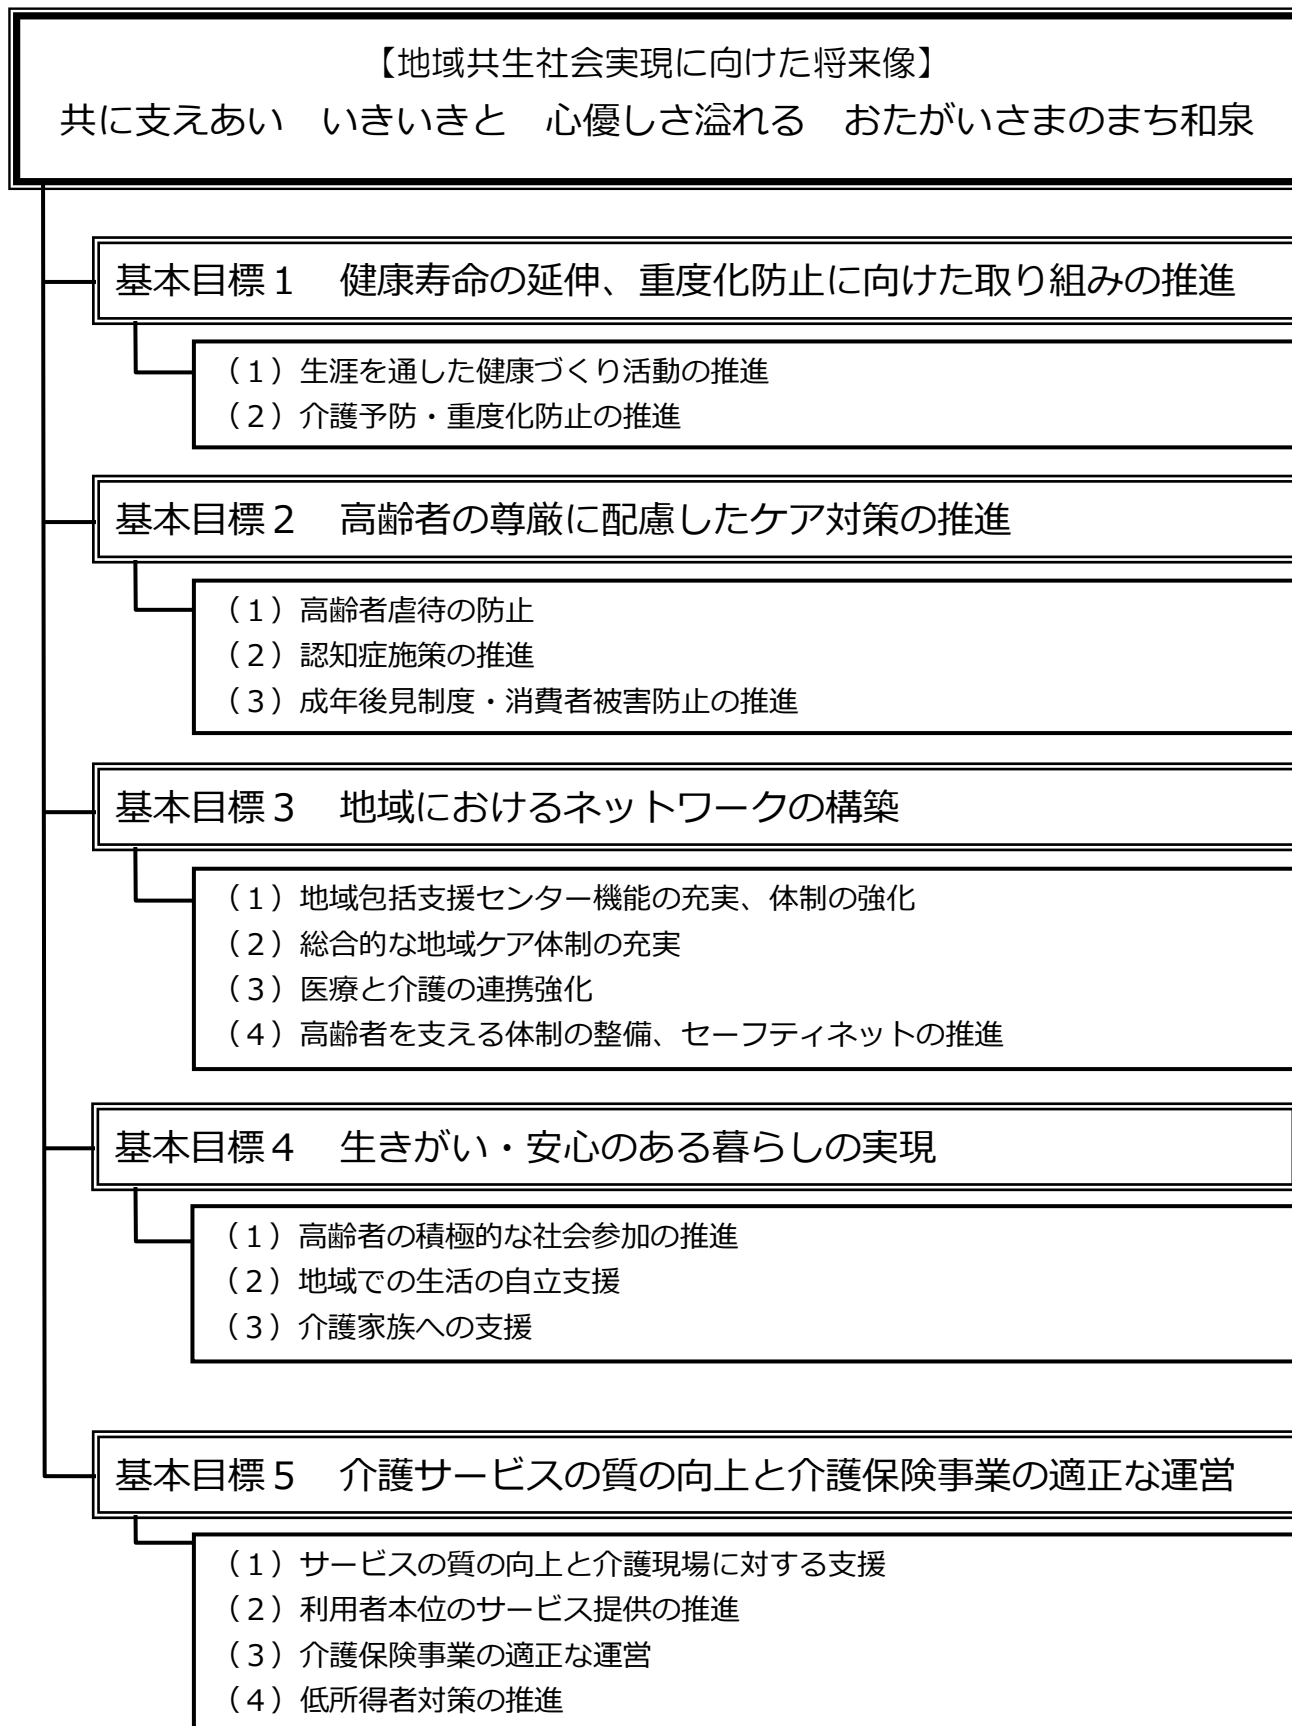 【地域共生社会実現に向けた将来像】
共に支えあい　いきいきと　心優しさ溢れる　おたがいさまのまち和泉
基本目標１　健康寿命の延伸、重度化防止に向けた取り組みの推進
（１）生涯を通した健康づくり活動の推進
（２）介護予防・重度化防止の推進
基本目標２　高齢者の尊厳に配慮したケア対策の推進
（１）高齢者虐待の防止
（２）認知症施策の推進
（３）成年後見制度・消費者被害防止の推進
基本目標３　地域におけるネットワークの構築
（１）地域包括支援センター機能の充実、体制の強化
（２）総合的な地域ケア体制の充実
（３）医療と介護の連携強化
（４）高齢者を支える体制の整備、セーフティネットの推進
基本目標４　生きがい・安心のある暮らしの実現
（１）高齢者の積極的な社会参加の推進
（２）地域での生活の自立支援
（３）介護家族への支援
基本目標５　介護サービスの質の向上と介護保険事業の適正な運営
（１）サービスの質の向上と介護現場に対する支援
（２）利用者本位のサービス提供の推進
（３）介護保険事業の適正な運営
（４）低所得者対策の推進